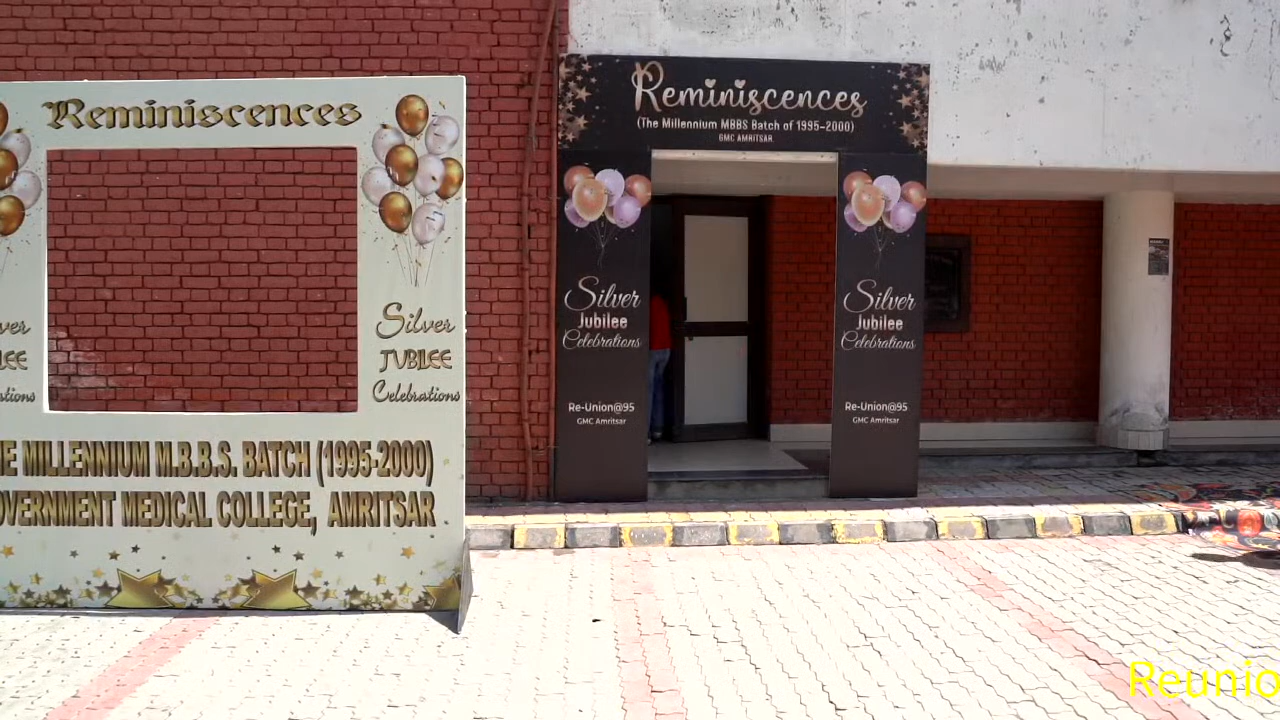 Reminiscences
Silver
JUBILEE
Celebrations
THE MILLENNIUM M.B.B.S. BATCH (1995-2000)
GOVERNMENT MEDICAL COLLEGE, AMRITSAR
Reminiscences
(The Millennium MBBS Batch of 1995-2000)
GMC AMRITSAR
Silver
Jubilee
Celebrations
Re-Union@95
GMC Amritsar
Silver
Jubilee
Celebrations
Re-Union@95
GMC Amritsar
Reunio